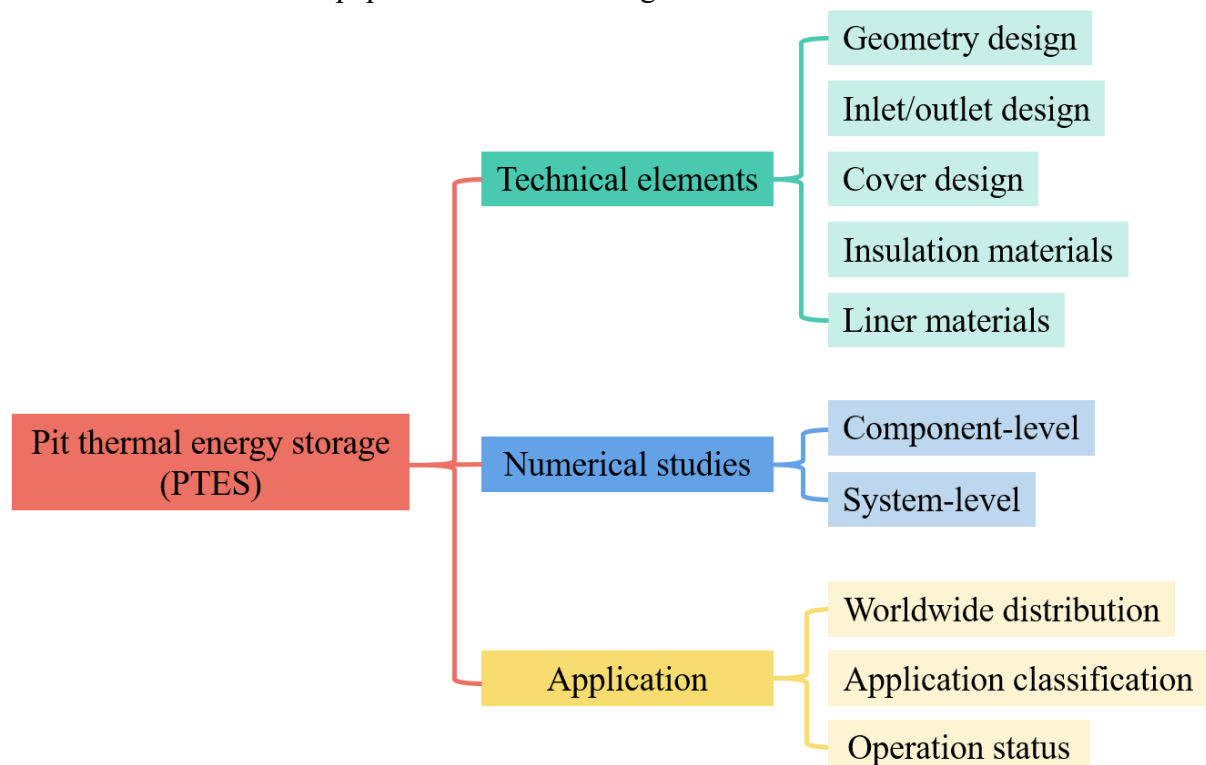 Pit thermal energy storage
(PTES)
Technical elements
Geometry design
Inlet/outlet design
Cover design
Insulation materials
Liner materials
Numerical studies
Component-level
System-level
Application
Worldwide distribution
Application classification
Operation status